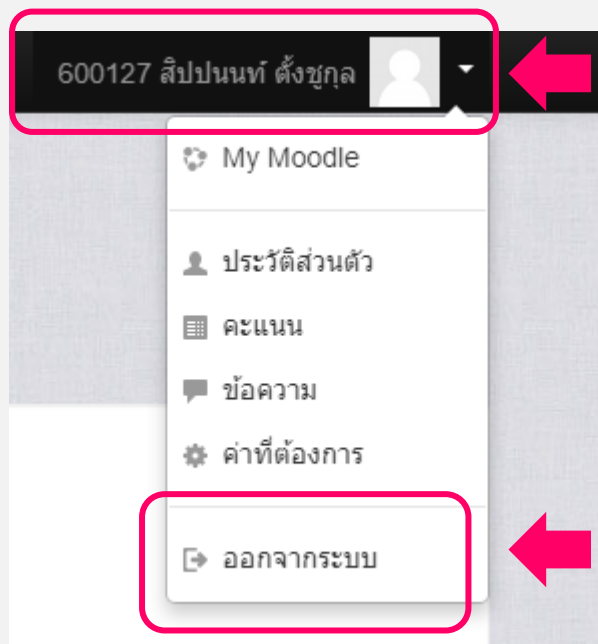 600127 สิปปนนท์ ตั้งชูกุล
My Moodle
ประวัติส่วนตัว
คะแนน
ข้อความ
ค่าที่ต้องการ
ออกจากระบบ